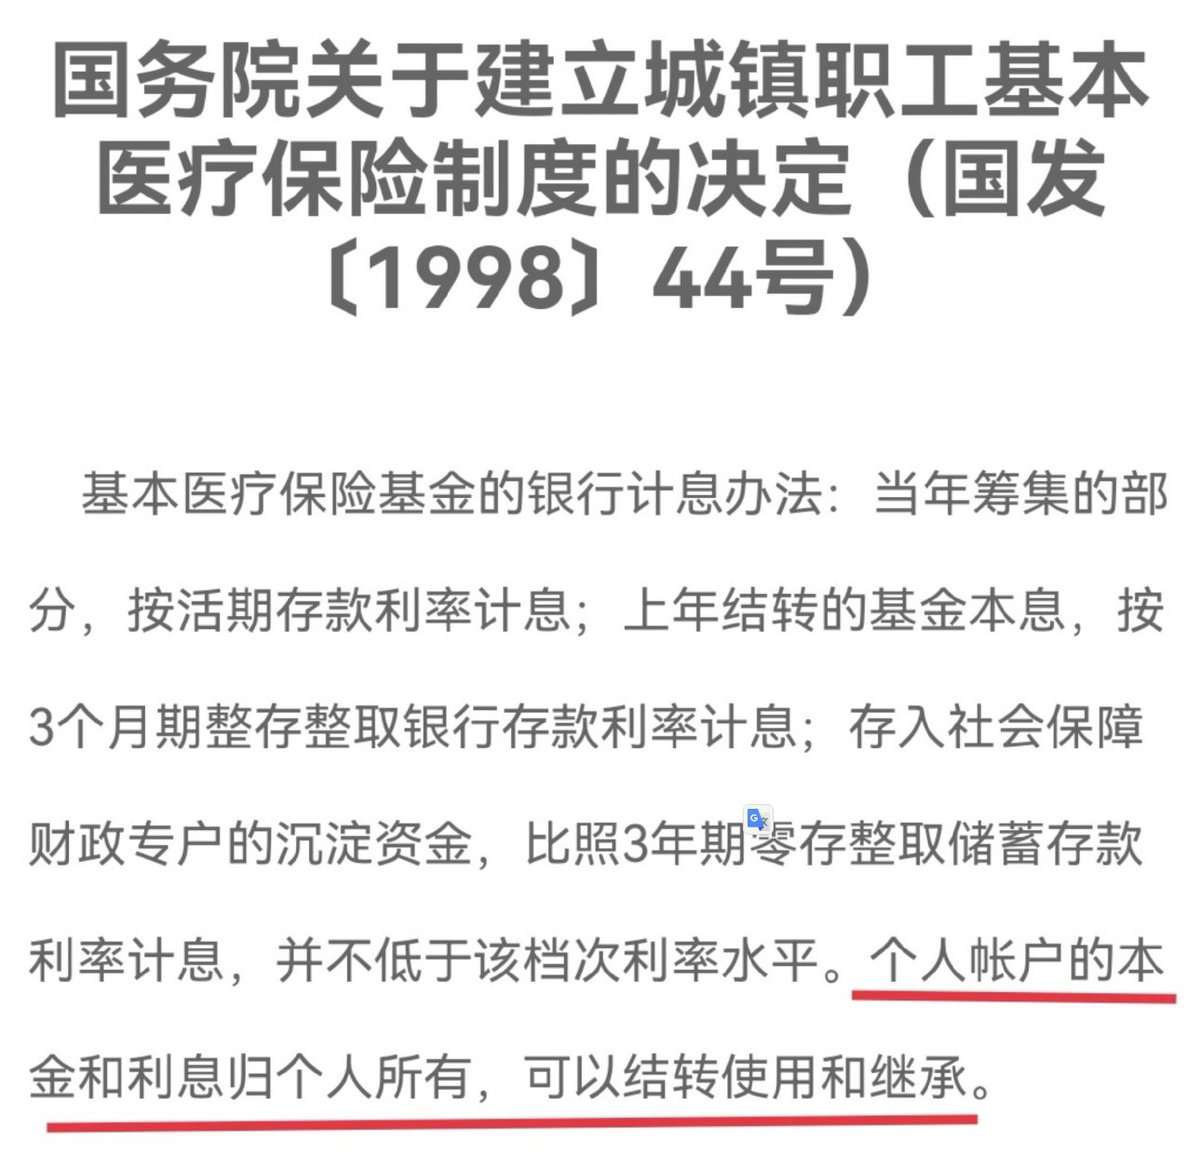 国务院关于建立城镇职工基本
医疗保险制度的决定（国发
〔1998〕44号）
基本医疗保险基金的银行计息办法：当年筹集的部
分，按活期存款利率计息；上年结转的基金本息，按
3个月期整存整取银行存款利率计息；存入社会保障
财政专户的沉淀资金，比照3年期零存整取储蓄存款
利率计息，并不低于该档次利率水平。个人帐户的本
金和利息归个人所有，可以结转使用和继承。